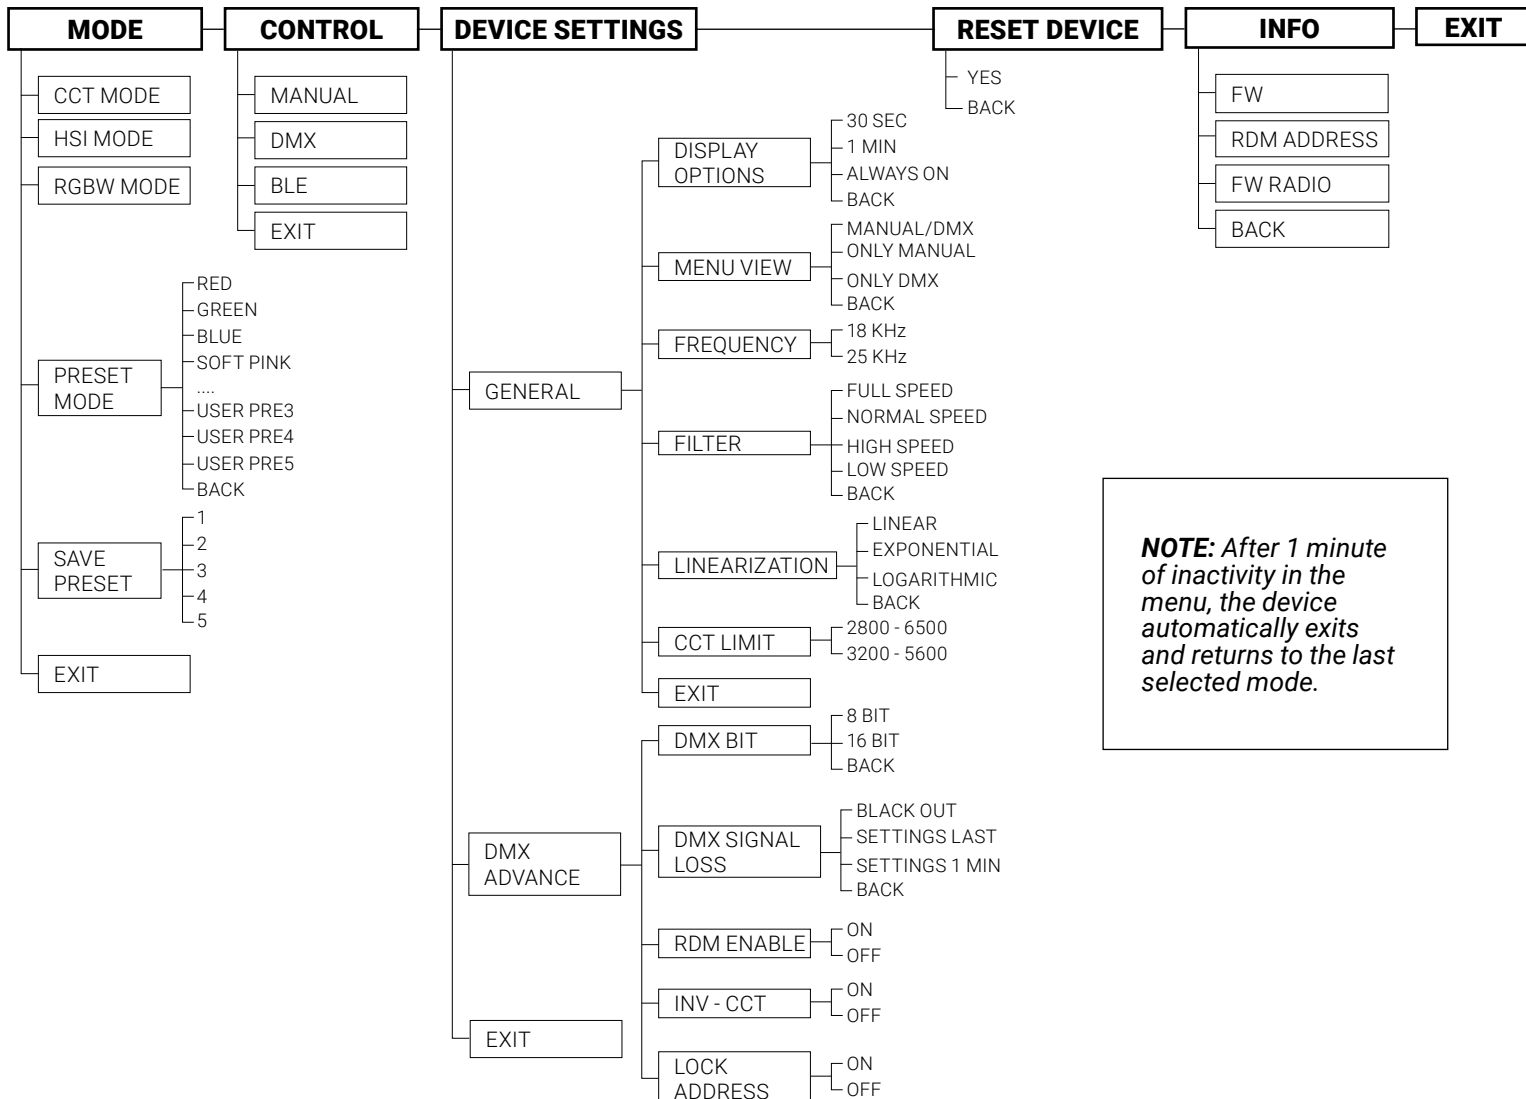 MODE
CONTROL
DEVICE SETTINGS
RESET DEVICE
INFO
EXIT
CCT MODE
HSI MODE
RGBW MODE
PRESET
MODE
RED
GREEN
BLUE
SOFT PINK
....
USER PRE3
USER PRE4
USER PRE5
BACK
SAVE
PRESET
1
2
3
4
5
EXIT
MANUAL
DMX
BLE
EXIT
GENERAL
DISPLAY
OPTIONS
30 SEC
1 MIN
ALWAYS ON
BACK
MENU VIEW
MANUAL/DMX
ONLY MANUAL
ONLY DMX
BACK
FREQUENCY
18 KHz
25 KHz
FILTER
FULL SPEED
NORMAL SPEED
HIGH SPEED
LOW SPEED
BACK
LINEARIZATION
LINEAR
EXPONENTIAL
LOGARITHMIC
BACK
CCT LIMIT
2800 - 6500
3200 - 5600
EXIT
DMX
ADVANCE
DMX BIT
8 BIT
16 BIT
BACK
DMX SIGNAL
LOSS
BLACK OUT
SETTINGS LAST
SETTINGS 1 MIN
BACK
RDM ENABLE
ON
OFF
INV - CCT
ON
OFF
LOCK
ADDRESS
ON
OFF
EXIT
YES
BACK
FW
RDM ADDRESS
FW RADIO
BACK
NOTE: After 1 minute
of inactivity in the
menu, the device
automatically exits
and returns to the last
selected mode.